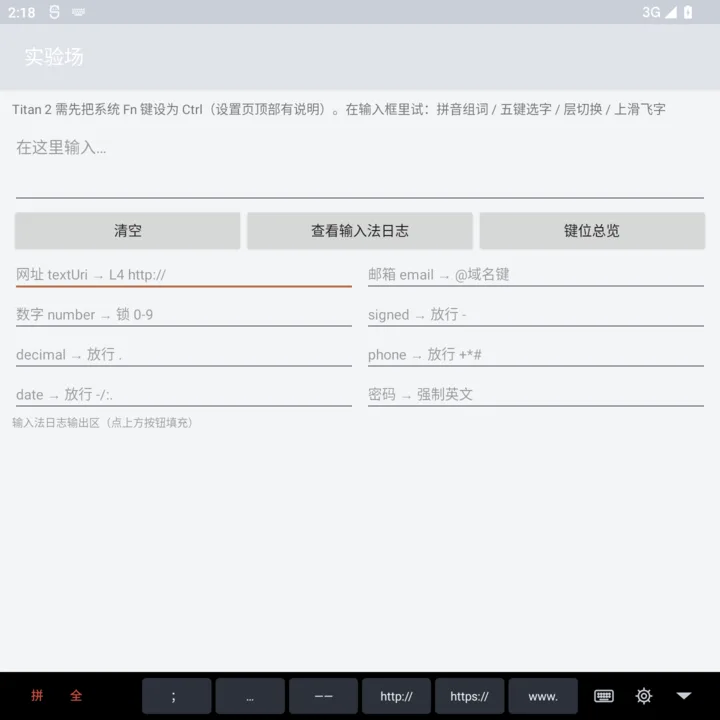 2:18 3G
实验场
Titan 2 需先把系统 Fn 键设为 Ctrl（设置页顶部有说明）。在输入框里试：拼音组词 / 五键选字 / 层切换 / 上滑飞字
在这里输入…
清空 查看输入法日志 键位总览
网址 textUri → L4 http:// 邮箱 email → @域名键
数字 number → 锁 0-9 signed → 放行 -
decimal → 放行 . phone → 放行 +*#
date → 放行 -/:. 密码 → 强制英文
输入法日志输出区（点上方按钮填充）
拼 全 ； … —— http:// https:// www.